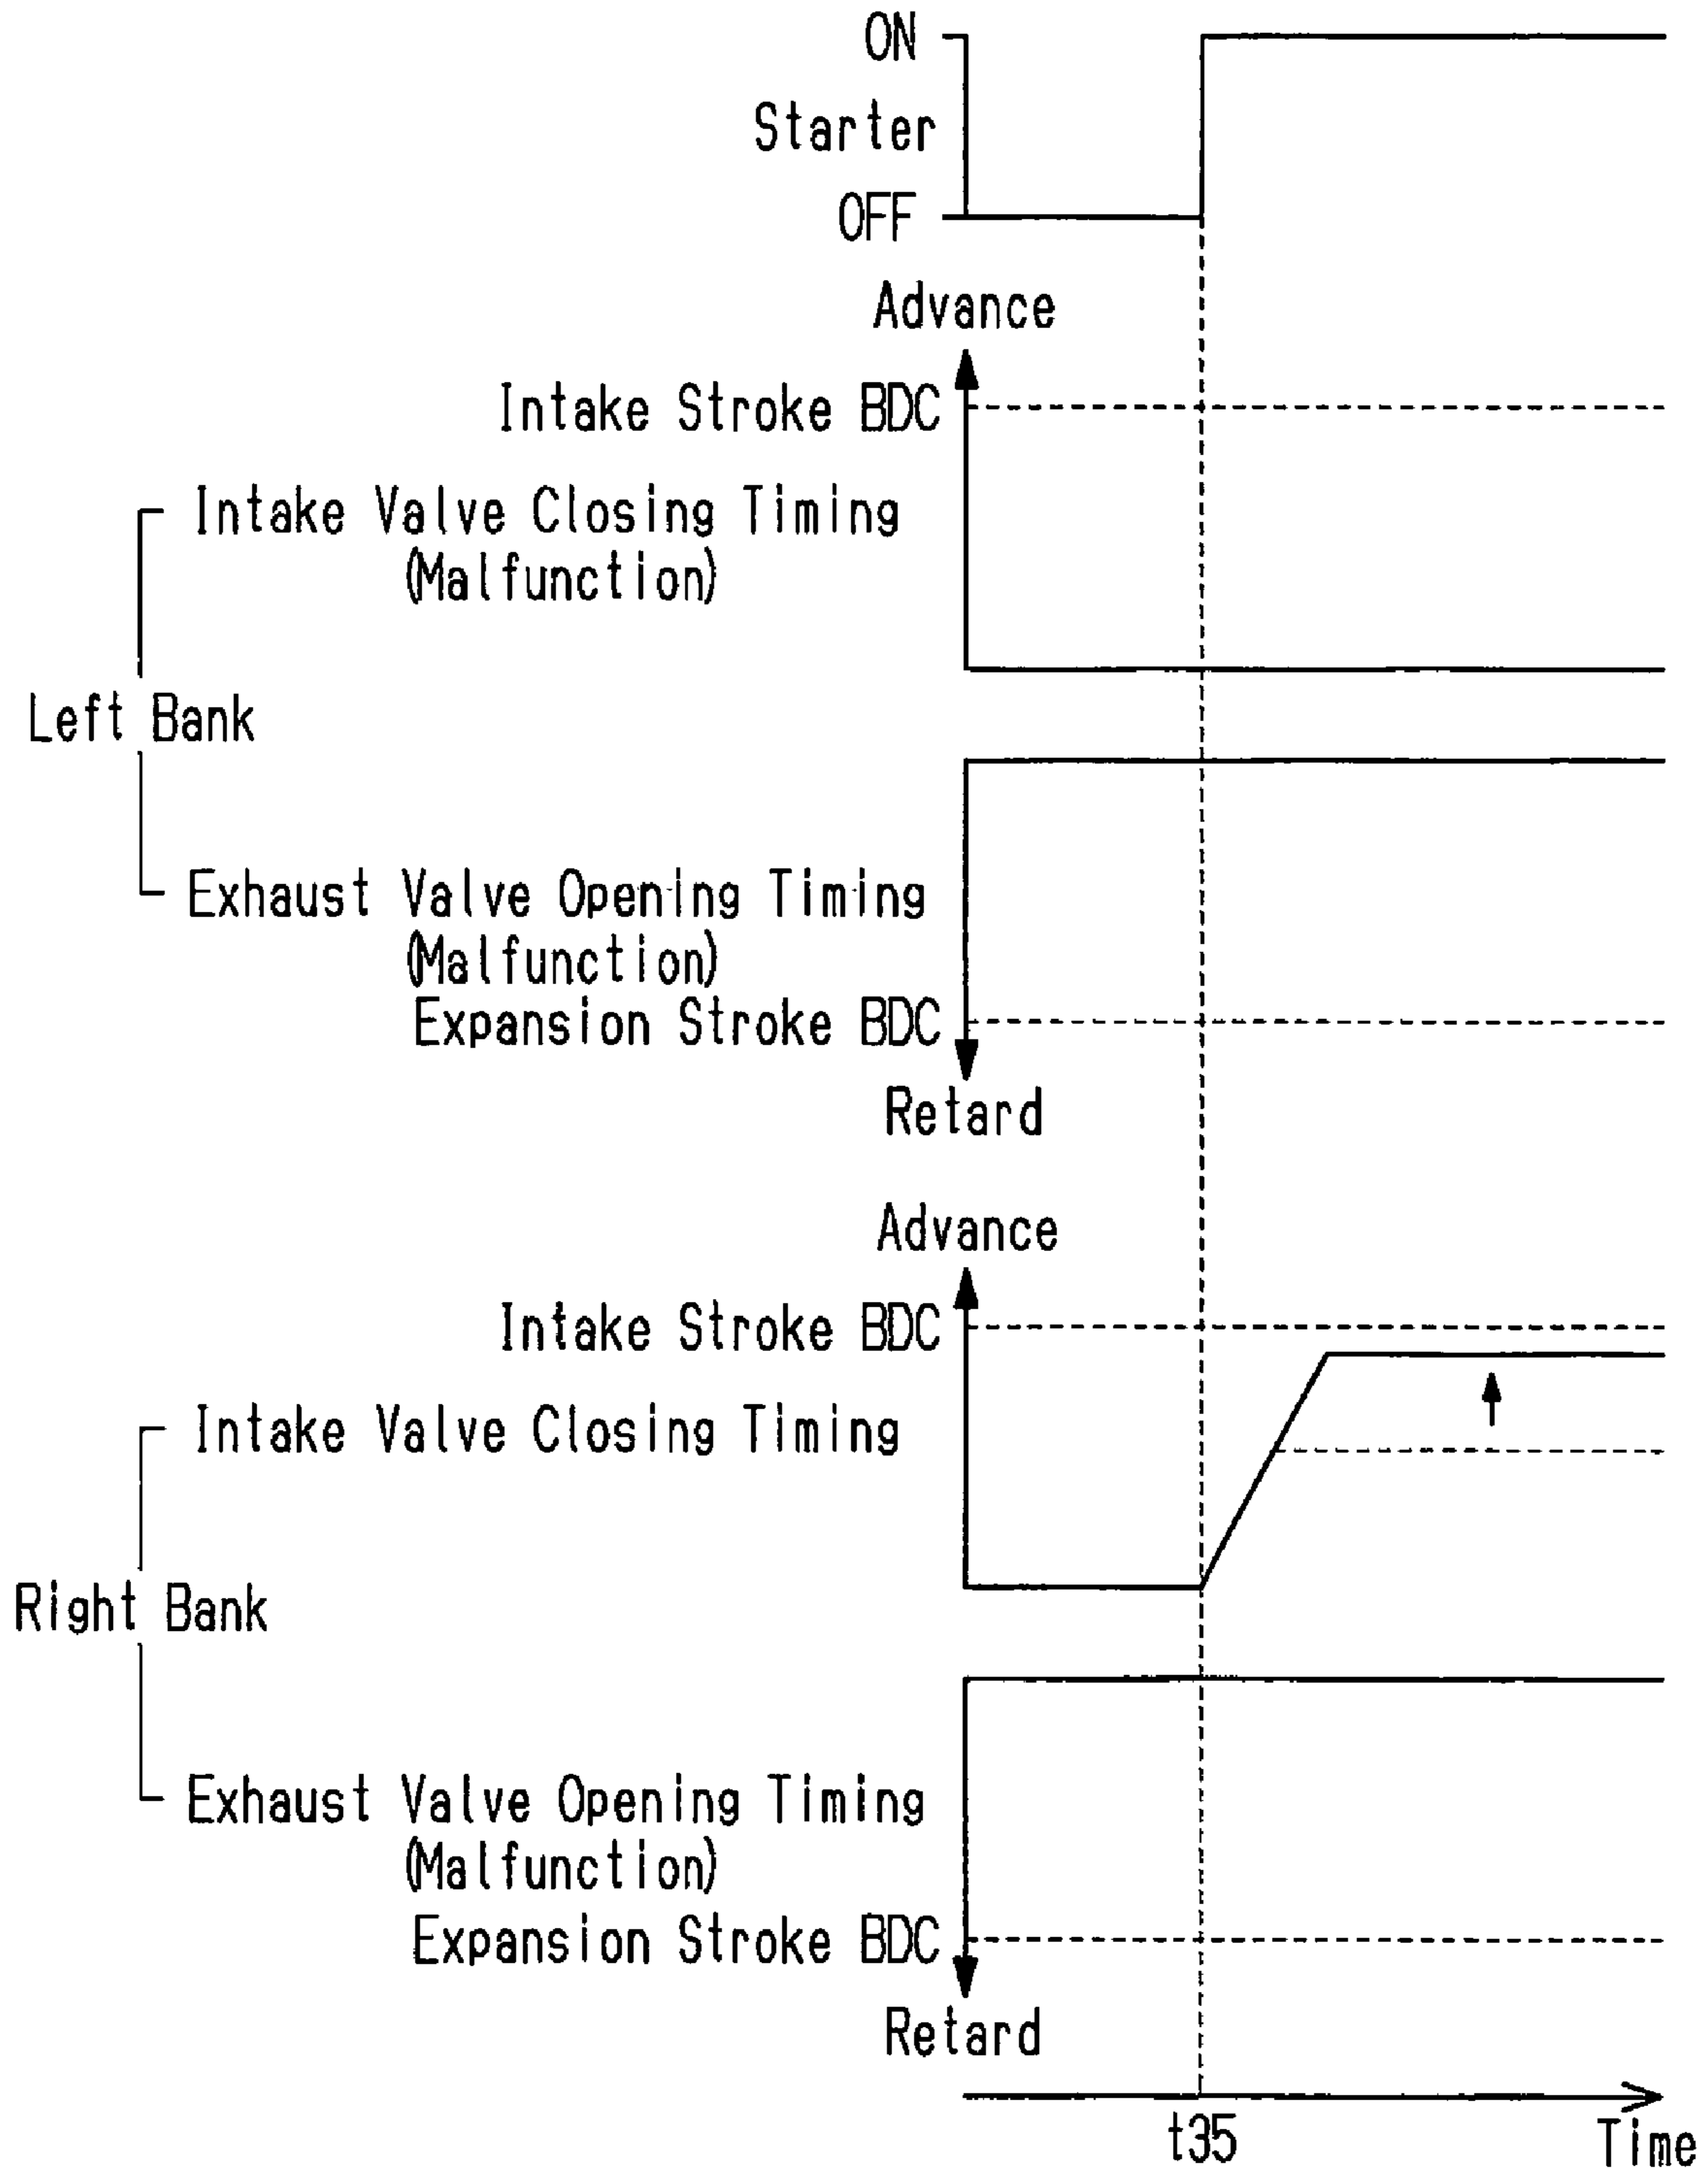 ON
Starter
OFF
Advance
Intake Stroke BDC
Intake Valve Closing Timing
(Malfunction)
Left Bank
Exhaust Valve Opening Timing
(Malfunction)
Expansion Stroke BDC
Retard
Advance
Intake Stroke BDC
Intake Valve Closing Timing
Right Bank
Exhaust Valve Opening Timing
(Malfunction)
Expansion Stroke BDC
Retard
t35
Time